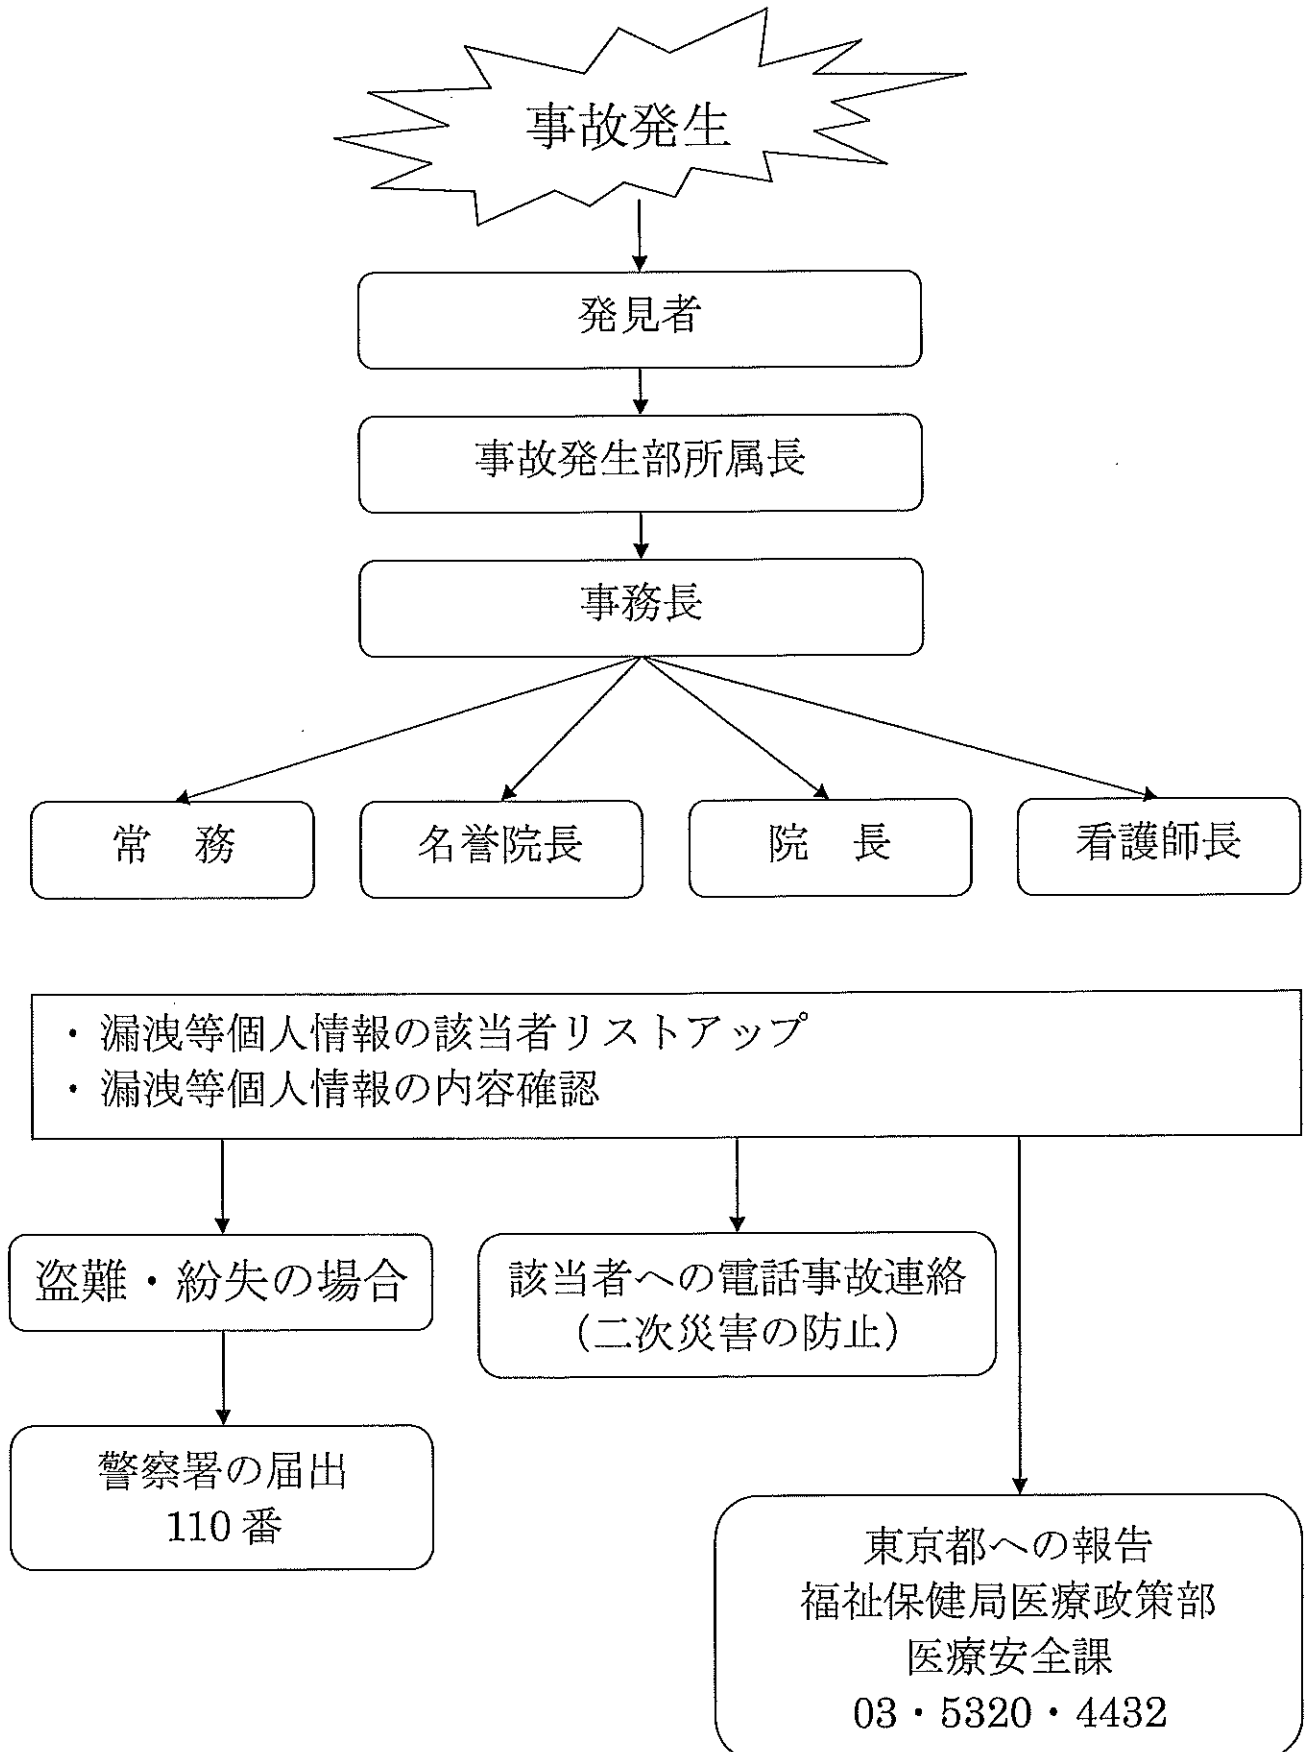 事故発生
発見者
事故発生部所属長
事務長
常　務
名誉院長
院　長
看護師長
・漏洩等個人情報の該当者リストアップ
・漏洩等個人情報の内容確認
盗難・紛失の場合
該当者への電話事故連絡
（二次災害の防止）
警察署の届出
110番
東京都への報告
福祉保健局医療政策部
医療安全課
03・5320・4432